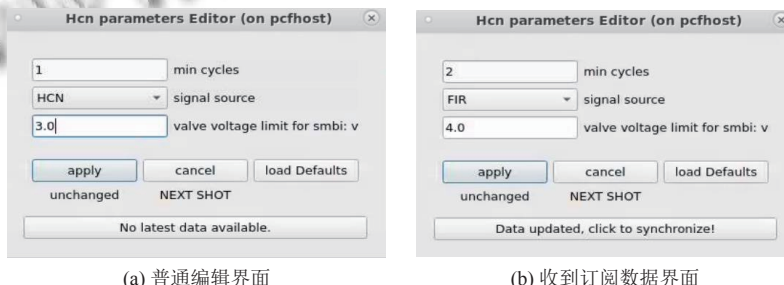 Hcn parameters Editor (on pcfhost)
1 min cycles
HCN signal source
3.0 valve voltage limit for smbi: v
apply cancel load Defaults
unchanged NEXT SHOT
No latest data available.
(a) 普通编辑界面
Hcn parameters Editor (on pcfhost)
2 min cycles
FIR signal source
4.0 valve voltage limit for smbi: v
apply cancel load Defaults
unchanged NEXT SHOT
Data updated, click to synchronize!
(b) 收到订阅数据界面